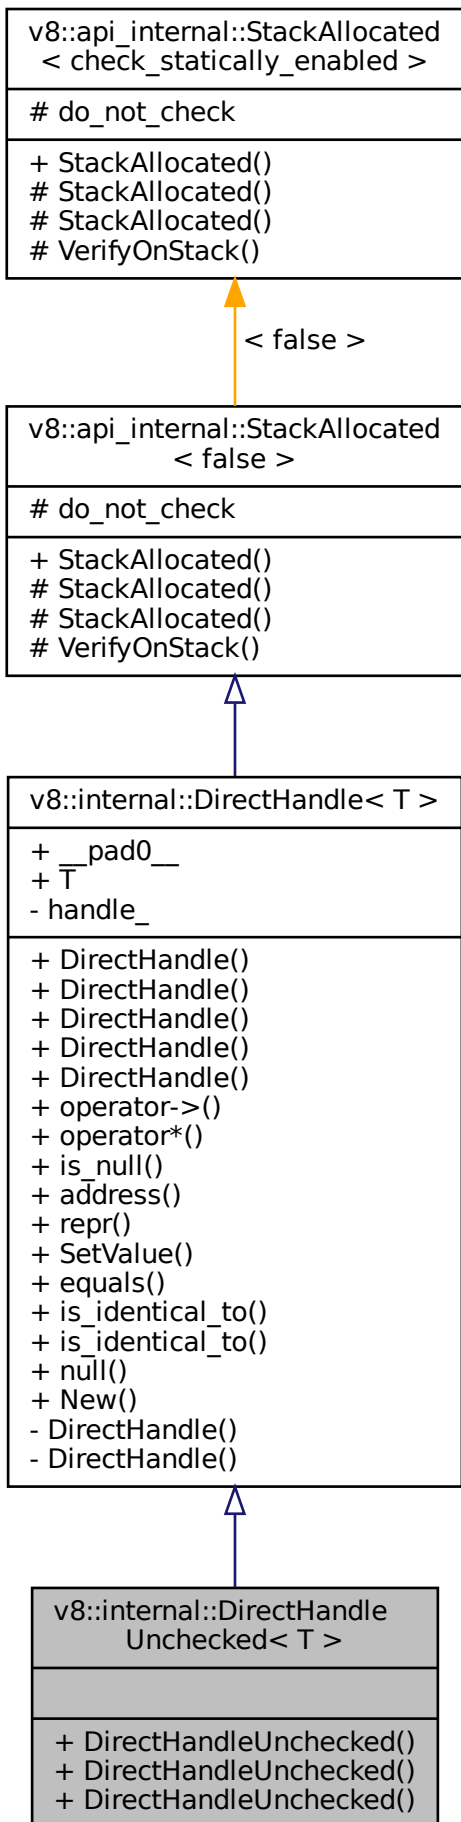 v8::api_internal::StackAllocated
< check_statically_enabled >
# do_not_check
+ StackAllocated()
# StackAllocated()
# StackAllocated()
# VerifyOnStack()
< false >
v8::api_internal::StackAllocated
< false >
# do_not_check
+ StackAllocated()
# StackAllocated()
# StackAllocated()
# VerifyOnStack()
v8::internal::DirectHandle< T >
+ __pad0__
+ T
- handle_
+ DirectHandle()
+ DirectHandle()
+ DirectHandle()
+ DirectHandle()
+ DirectHandle()
+ operator->()
+ operator*()
+ is_null()
+ address()
+ repr()
+ SetValue()
+ equals()
+ is_identical_to()
+ is_identical_to()
+ null()
+ New()
- DirectHandle()
- DirectHandle()
v8::internal::DirectHandle
Unchecked< T >
+ DirectHandleUnchecked()
+ DirectHandleUnchecked()
+ DirectHandleUnchecked()